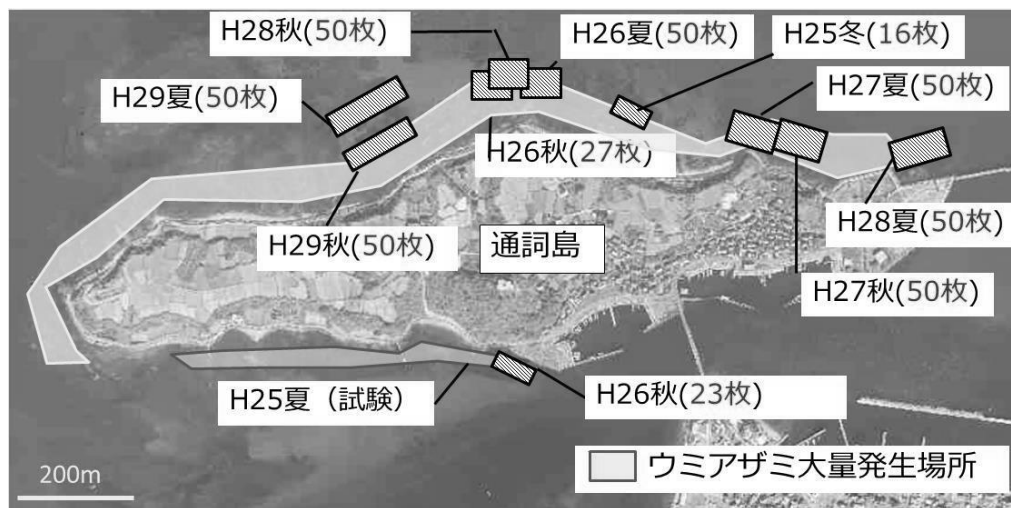 H28秋(50枚)
H26夏(50枚)
H25冬(16枚)
H29夏(50枚)
H27夏(50枚)
H26秋(27枚)
H29秋(50枚)
通詞島
H28夏(50枚)
H27秋(50枚)
H25夏（試験）
H26秋(23枚)
200m
ウミアザミ大量発生場所